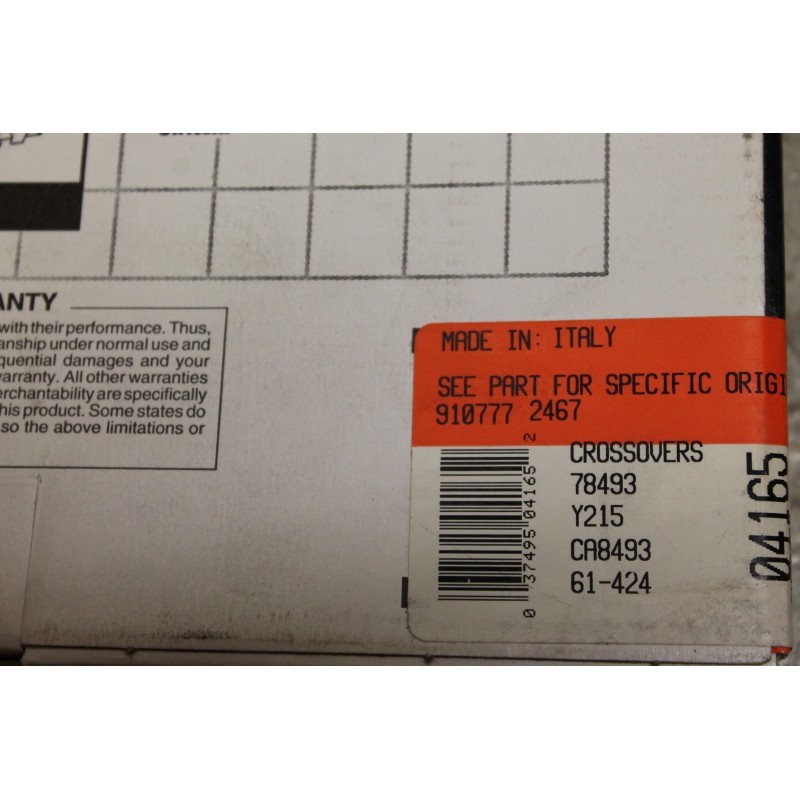 ANTY
with their performance. Thus,
anship under normal use and
quential damages and your
varranty. All other warranties
erchantability are specifically
his product. Some states do
so the above limitations or
MADE IN: ITALY
SEE PART FOR SPECIFIC ORIGI
910777 2467
CROSSOVERS
78493
Y215
CA8493
61-424
0 37495 04165 2
04165